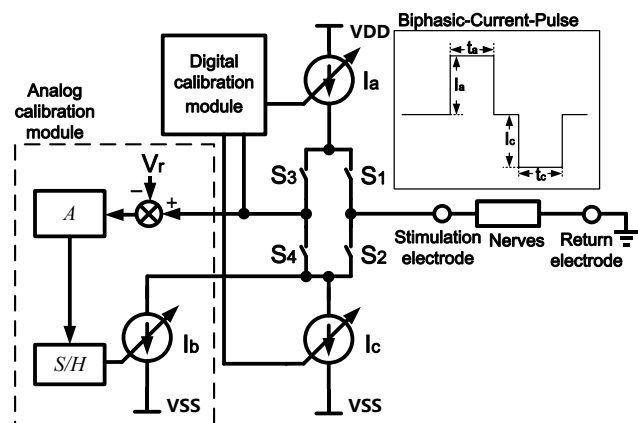 Biphasic-Current-Pulse
VDD
Digital
calibration
module
Ia
ta
Ia
Ic
tc
Analog
calibration
module
Vr
− +
A
S3
S1
S4
S2
Stimulation
electrode
Nerves
Return
electrode
S/H
Ib
Ic
VSS
VSS